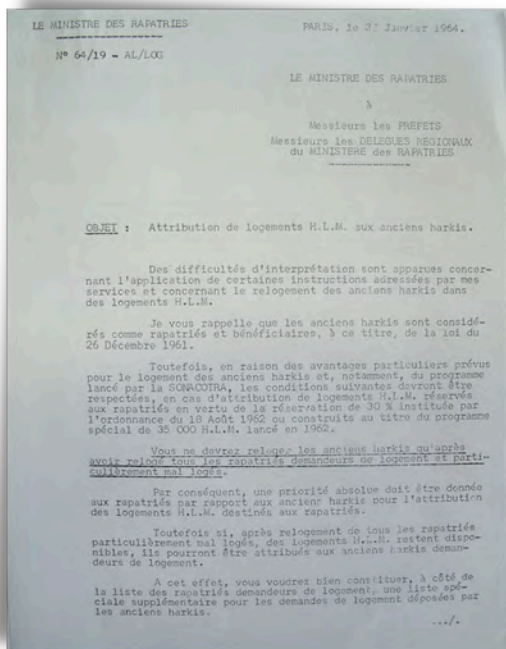 LE MINISTRE DES RAPATRIES
PARIS, le Janvier 1964.
N° 64/19 - AL/LOG
LE MINISTRE DES RAPATRIES
à
Messieurs les PREFETS
Messieurs les DELEGUES REGIONAUX
du MINISTERE des RAPATRIES
OBJET : Attribution de logements H.L.M. aux anciens harkis.
Des difficultés d'interprétation sont apparues concer-
nant l'application de certaines instructions adressées par mes
services et concernant le relogement des anciens harkis dans
des logements H.L.M.
Je vous rappelle que les anciens harkis sont considé-
rés comme rapatriés et bénéficiaires, à ce titre, de la loi du
26 Décembre 1961.
Toutefois, en raison des avantages particuliers prévus
pour le logement des anciens harkis et, notamment, du programme
lancé par la SONACOTRA, les conditions suivantes devront être
respectées, en cas d'attribution de logements H.L.M. réservés
aux rapatriés en vertu de la réservation de 30 % instituée par
l'ordonnance du 18 Août 1962 ou construits au titre du programme
spécial de 35 000 H.L.M. lancé en 1962.
Vous ne devrez reloger les anciens harkis qu'après
avoir relogé tous les rapatriés demandeurs de logement et parti-
culièrement mal logés.
Par conséquent, une priorité absolue doit être donnée
aux rapatriés par rapport aux ancien harkis pour l'attribution
des logements H.L.M. destinés aux rapatriés.
Toutefois si, après relogement de tous les rapatriés
particulièrement mal logés, des logements H.L.M. restent dispo-
nibles, ils pourront être attribués aux anciens harkis deman-
deurs de logement.
A cet effet, vous voudrez bien constituer, à côté de
la liste des rapatriés demandeurs de logement, une liste spé-
ciale supplémentaire pour les demandes de logement déposées par
les anciens harkis.
.../.